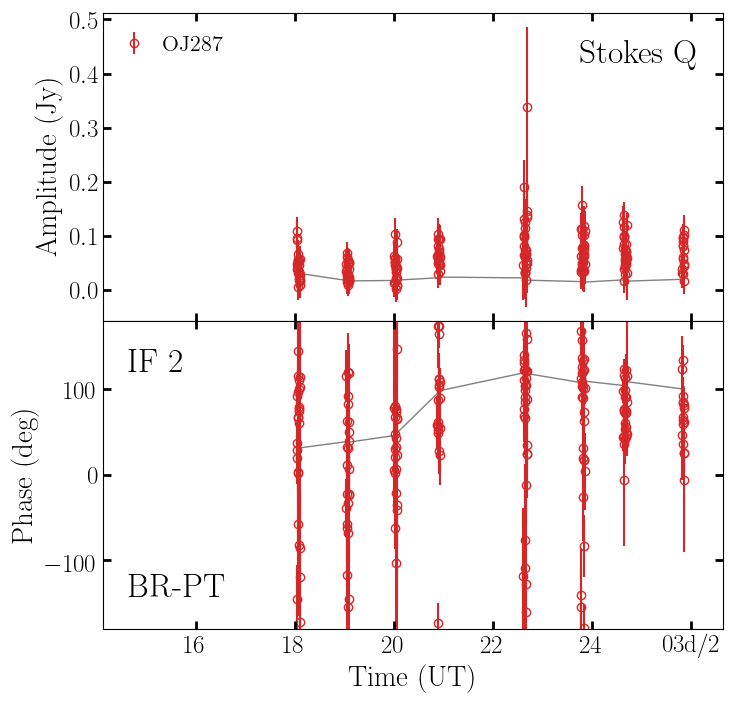 OJ287
Stokes Q
Amplitude (Jy)
0.5
0.4
0.3
0.2
0.1
0.0
IF 2
BR-PT
Phase (deg)
100
0
−100
16
18
20
22
24
03d/2
Time (UT)